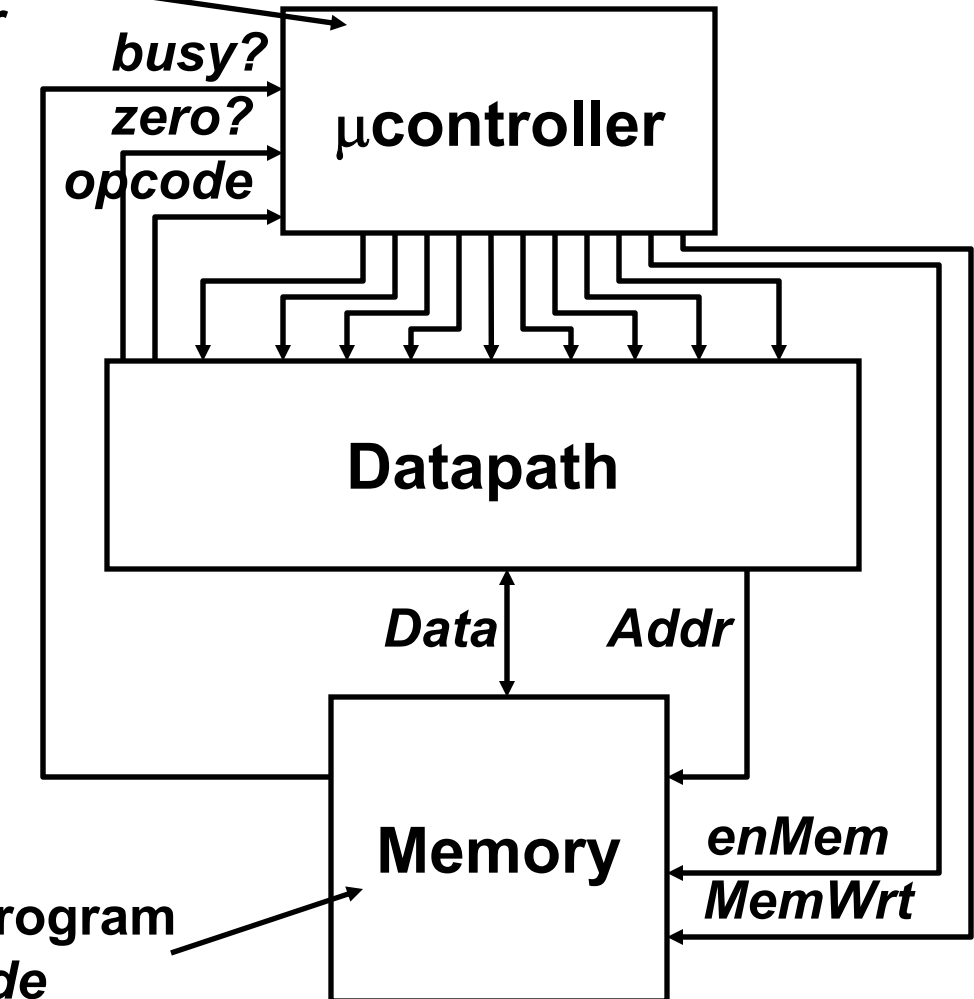 busy?
zero?
opcode
μcontroller
Datapath
Data
Addr
Memory
enMem
MemWrt